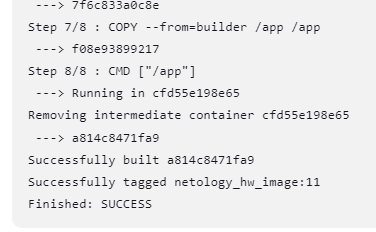 ---> 7f6c833a0c8e
Step 7/8 : COPY --from=builder /app /app
---> f08e93899217
Step 8/8 : CMD ["/app"]
---> Running in cfd55e198e65
Removing intermediate container cfd55e198e65
---> a814c8471fa9
Successfully built a814c8471fa9
Successfully tagged netology_hw_image:11
Finished: SUCCESS